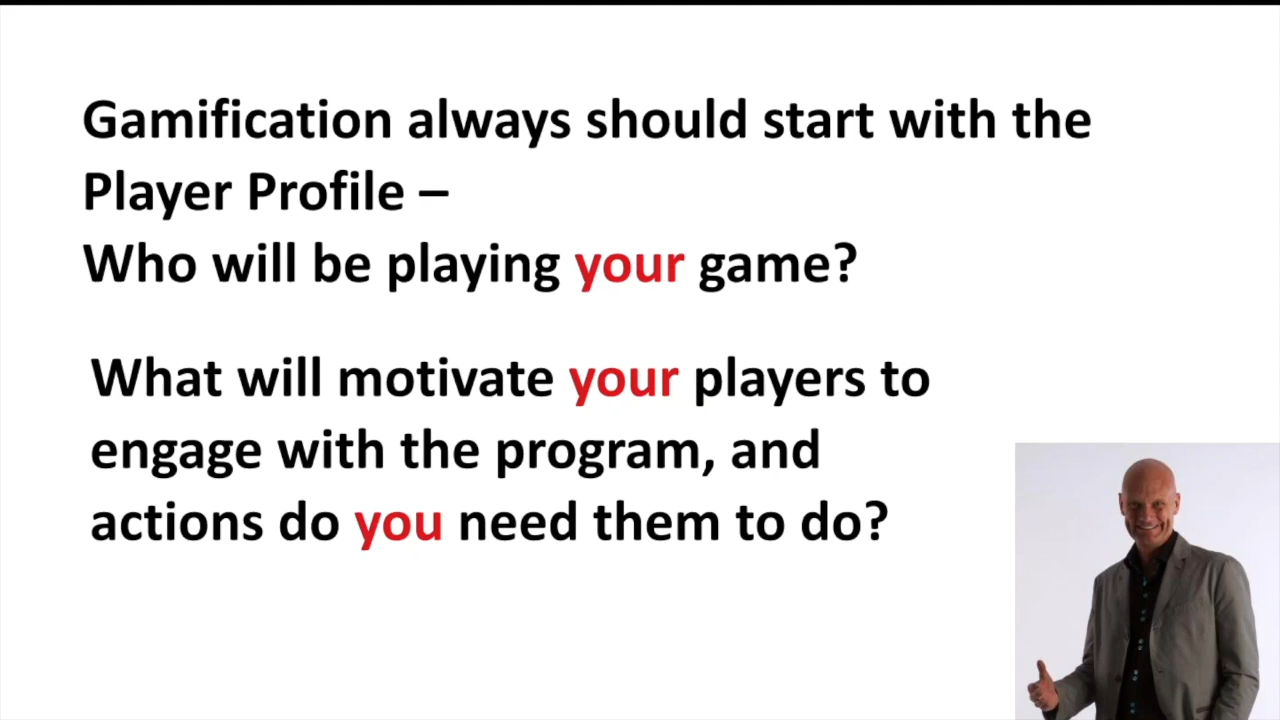 Gamification always should start with the
Player Profile –
Who will be playing your game?
What will motivate your players to
engage with the program, and
actions do you need them to do?